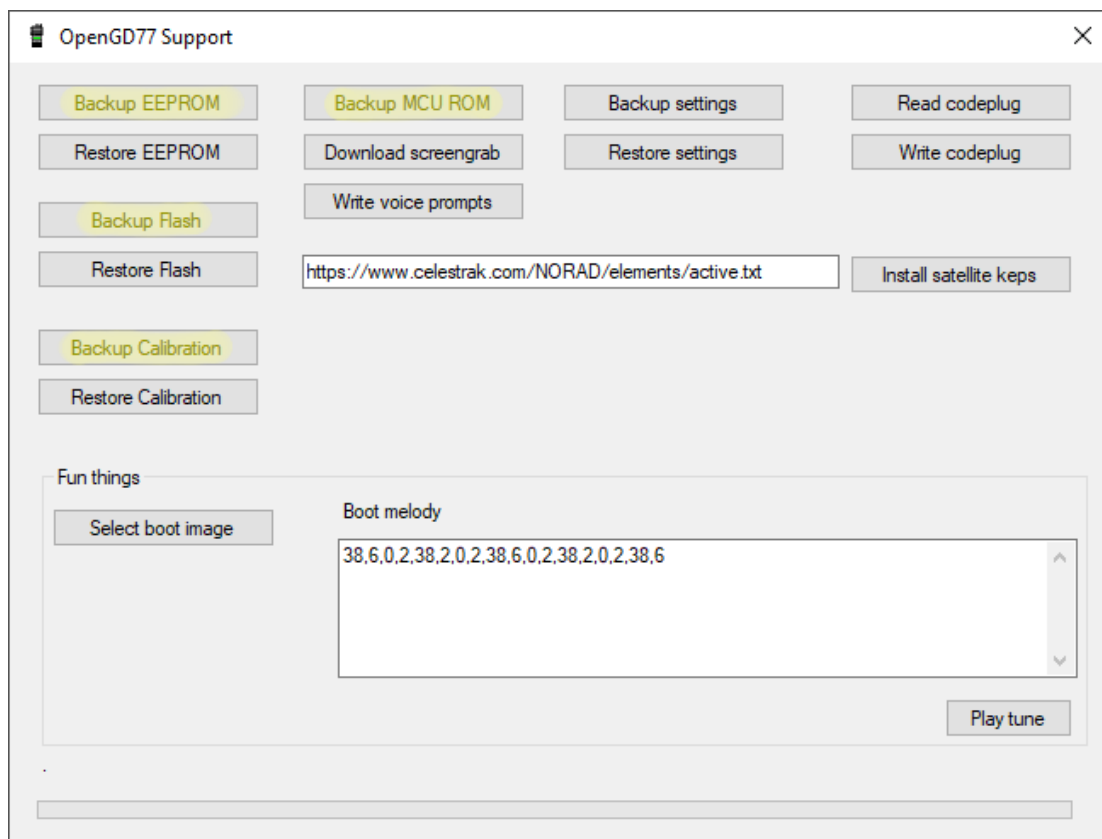 OpenGD77 Support
Backup EEPROM
Backup MCU ROM
Backup settings
Read codeplug
Restore EEPROM
Download screengrab
Restore settings
Write codeplug
Backup Flash
Write voice prompts
Restore Flash
https://www.celestrak.com/NORAD/elements/active.txt
Install satellite keps
Backup Calibration
Restore Calibration
Fun things
Select boot image
Boot melody
38,6,0,2,38,2,0,2,38,6,0,2,38,2,0,2,38,6
Play tune
.